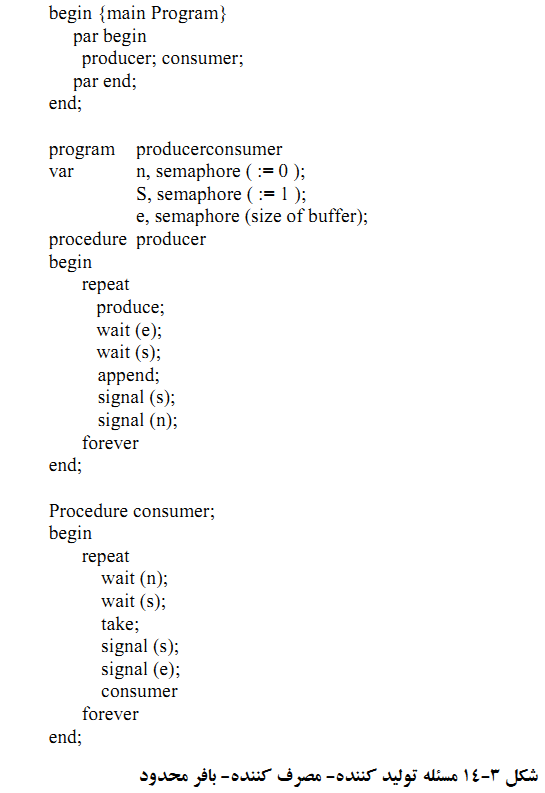 begin {main Program}
par begin
producer; consumer;
par end;
end;
program producerconsumer
var n, semaphore ( := 0 );
S, semaphore ( := 1 );
e, semaphore (size of buffer);
procedure producer
begin
repeat
produce;
wait (e);
wait (s);
append;
signal (s);
signal (n);
forever
end;
Procedure consumer;
begin
repeat
wait (n);
wait (s);
take;
signal (s);
signal (e);
consumer
forever
end;
شکل ۳-۱٤ مسئله تولید کننده- مصرف کننده- بافر محدود